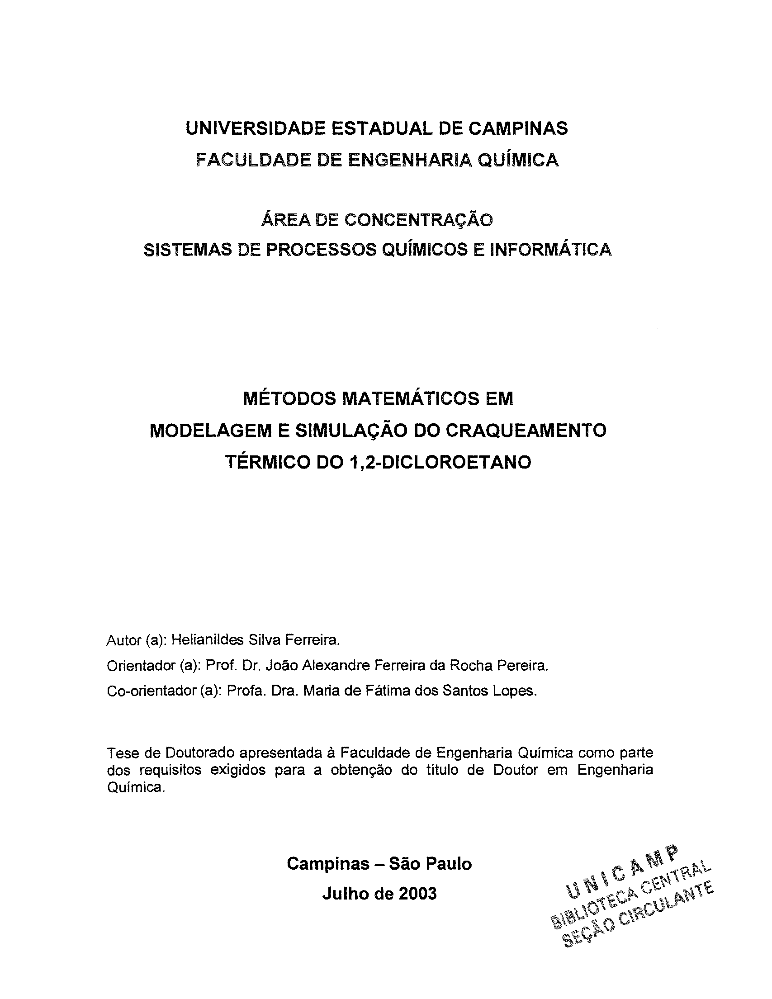 UNIVERSIDADE ESTADUAL DE CAMPINAS
FACULDADE DE ENGENHARIA QUÍMICA
ÁREA DE CONCENTRAÇÃO
SISTEMAS DE PROCESSOS QUÍMICOS E INFORMÁTICA
MÉTODOS MATEMÁTICOS EM
MODELAGEM E SIMULAÇÃO DO CRAQUEAMENTO
TÉRMICO DO 1,2-DICLOROETANO
Autor (a): Helianildes Silva Ferreira.
Orientador (a): Prof. Dr. João Alexandre Ferreira da Rocha Pereira.
Co-orientador (a): Profa. Dra. Maria de Fátima dos Santos Lopes.
Tese de Doutorado apresentada à Faculdade de Engenharia Química como parte
dos requisitos exigidos para a obtenção do título de Doutor em Engenharia
Química.
Campinas – São Paulo
Julho de 2003
UNICAMP
BIBLIOTECA CENTRAL
SEÇÃO CIRCULANTE